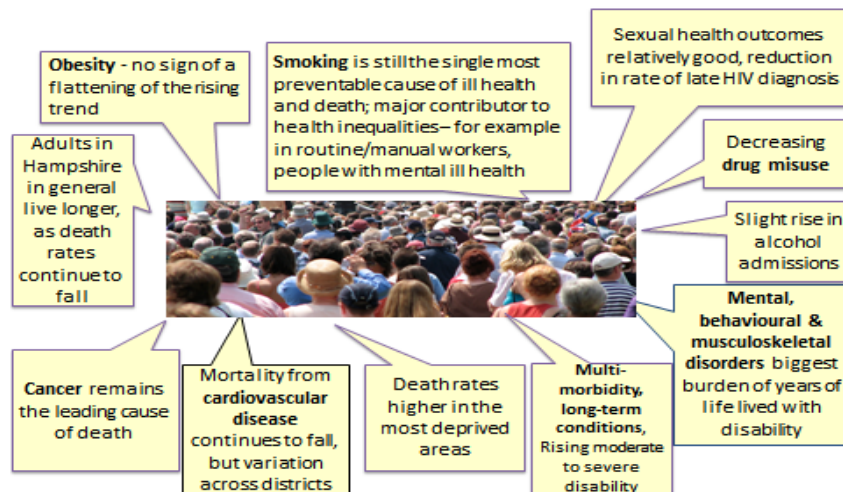 Obesity - no sign of a
flattening of the rising
trend
Smoking is still the single most
preventable cause of ill health
and death; major contributor to
health inequalities– for example
in routine/manual workers,
people with mental ill health
Sexual health outcomes
relatively good, reduction
in rate of late HIV diagnosis
Adults in
Hampshire
in general
live longer,
as death
rates
continue to
fall
Decreasing
drug misuse
Slight rise in
alcohol
admissions
Cancer remains
the leading cause
of death
Mortality from
cardiovascular
disease
continues to fall,
but variation
across districts
Death rates
higher in the
most deprived
areas
Multi-
morbidity,
long-term
conditions,
Rising moderate
to severe
disability
Mental,
behavioural &
musculoskeletal
disorders biggest
burden of years of
life lived with
disability